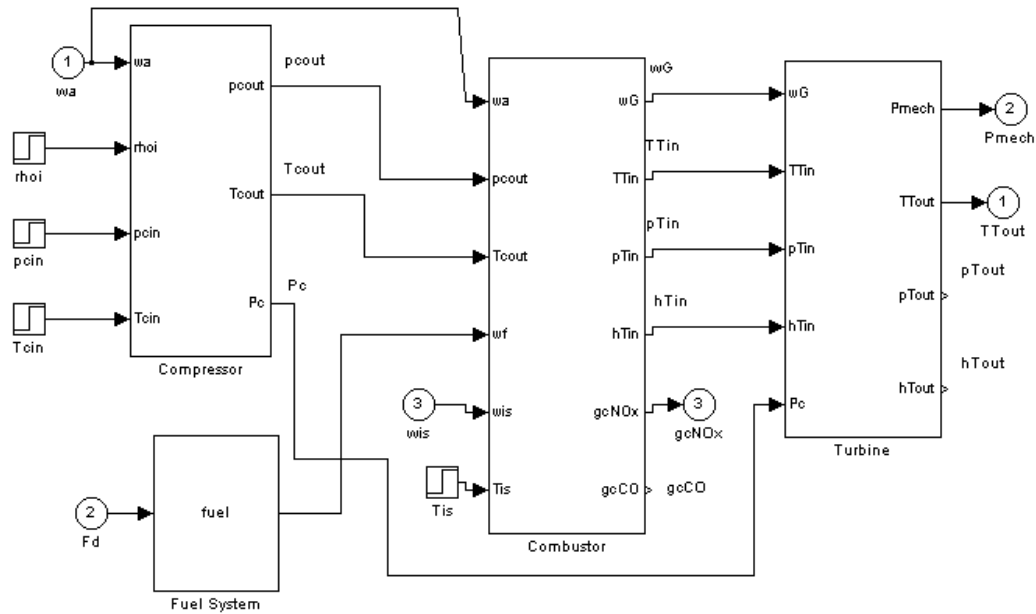 1
wa
rhoi
pcin
Tcin
wa
rhoi
pcin
Tcin
pcout
Tcout
Pc
Compressor
pcout
Tcout
Pc
2
Fd
fuel
Fuel System
3
wis
Tis
wa
pcout
Tcout
wf
wis
Tis
wG
TTin
pTin
hTin
gcNOx
gcCO
Combustor
wG
TTin
pTin
hTin
3
gcNOx
gcCO
wG
TTin
pTin
hTin
Pc
Pmech
TTout
pTout
hTout
Turbine
2
Pmech
1
TTout
pTout
hTout